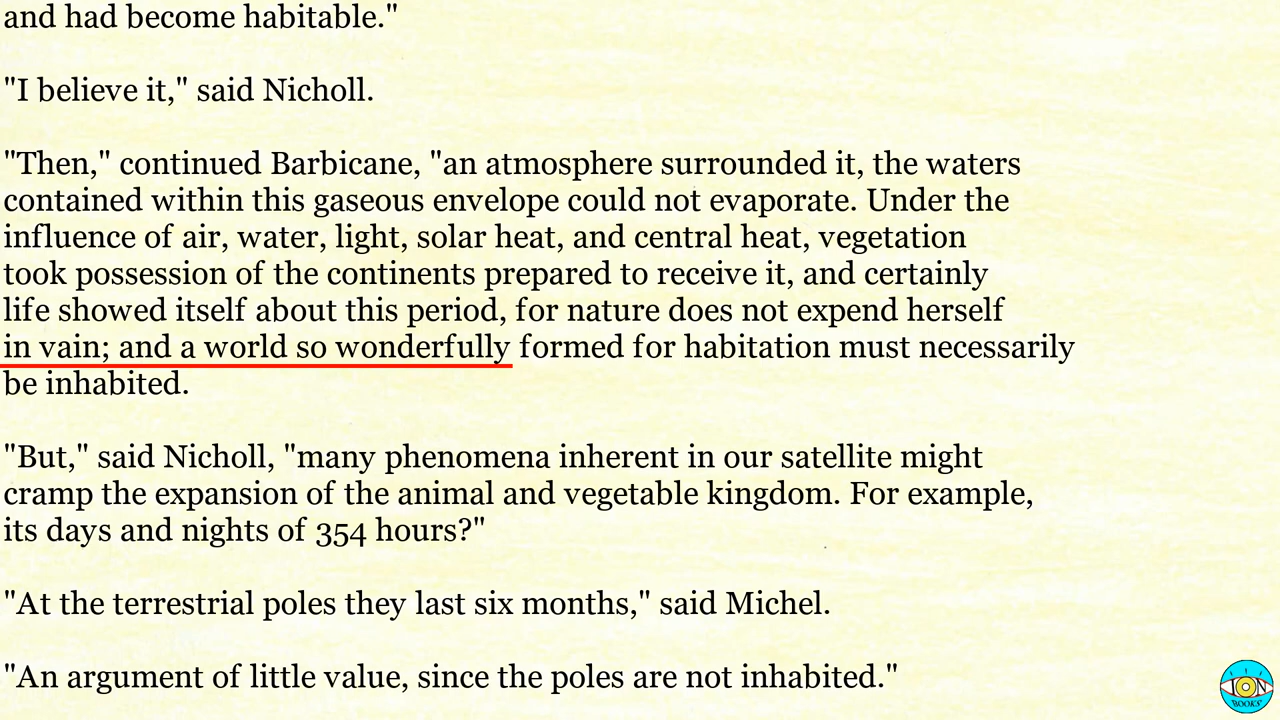 and had become habitable."
"I believe it," said Nicholl.
"Then," continued Barbicane, "an atmosphere surrounded it, the waters
contained within this gaseous envelope could not evaporate. Under the
influence of air, water, light, solar heat, and central heat, vegetation
took possession of the continents prepared to receive it, and certainly
life showed itself about this period, for nature does not expend herself
in vain; and a world so wonderfully formed for habitation must necessarily
be inhabited.
"But," said Nicholl, "many phenomena inherent in our satellite might
cramp the expansion of the animal and vegetable kingdom. For example,
its days and nights of 354 hours?"
"At the terrestrial poles they last six months," said Michel.
"An argument of little value, since the poles are not inhabited."
ION
BOOKS